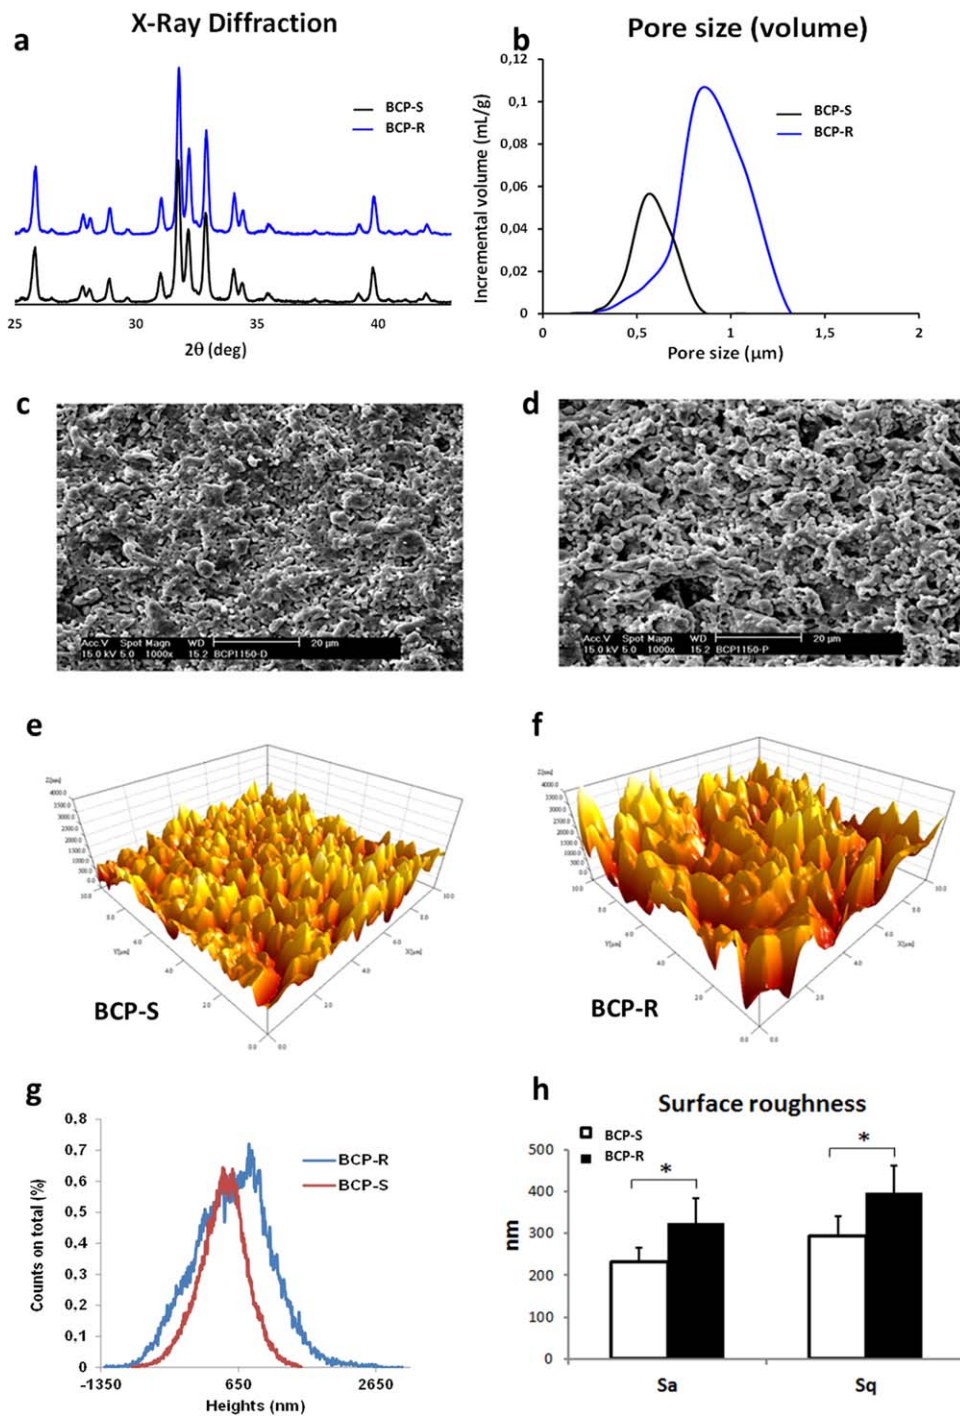 X-Ray Diffraction
a
BCP-S
BCP-R
25
30
35
40
2θ (deg)
Pore size (volume)
b
0,12
0,1
0,08
0,06
0,04
0,02
0
Incremental volume (mL/g)
BCP-S
BCP-R
0
0,5
1
1,5
2
Pore size (μm)
c
Acc.V Spot Magn WD 20 μm
15.0 kV 5.0 1000x 15.2 BCP1150-D
d
Acc.V Spot Magn WD 20 μm
15.0 kV 5.0 1000x 15.2 BCP1150-P
e
BCP-S
f
BCP-R
g
0.8
0.7
0.6
0.5
0.4
0.3
0.2
0.1
0
Counts on total (%)
BCP-R
BCP-S
-1350
650
2650
Heights (nm)
h
Surface roughness
BCP-S
BCP-R
500
400
300
200
100
0
nm
*
*
Sa
Sq